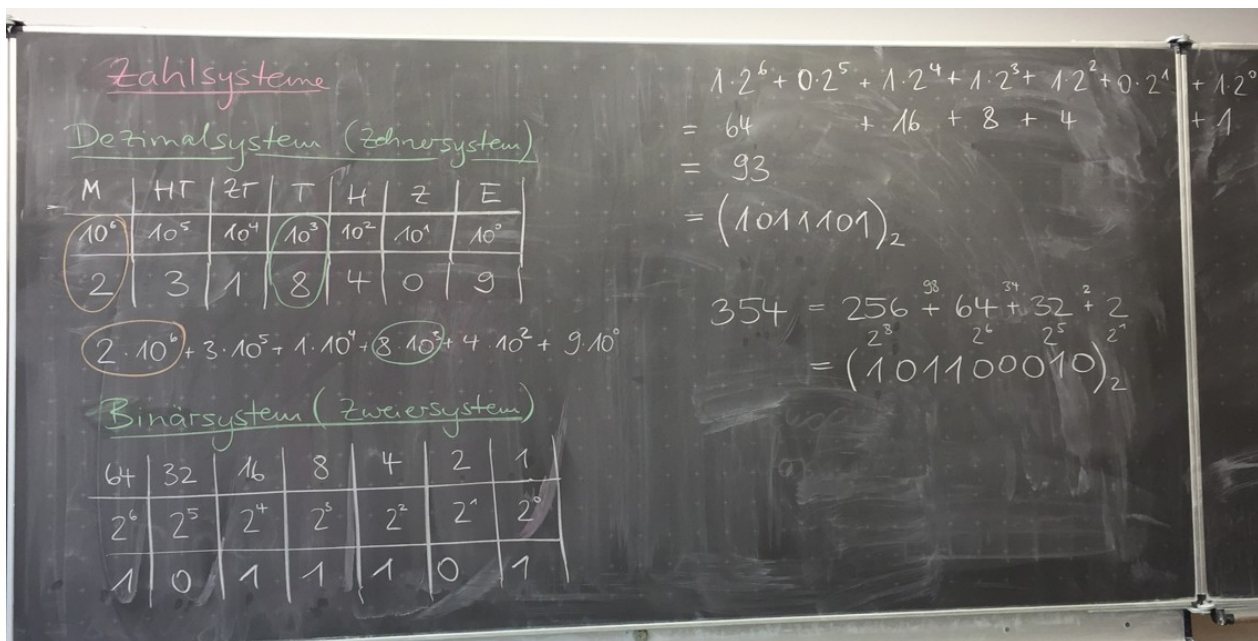 Zahlsysteme
Dezimalsystem (Zehnersystem)
M HT ZT T H Z E
10⁶ 10⁵ 10⁴ 10³ 10² 10¹ 10⁰
2 3 1 8 4 0 9
2·10⁶ + 3·10⁵ + 1·10⁴ + 8·10³ + 4·10² + 9·10⁰
Binärsystem (Zweiersystem)
64 32 16 8 4 2 1
2⁶ 2⁵ 2⁴ 2³ 2² 2¹ 2⁰
1 0 1 1 1 0 1
1·2⁶ + 0·2⁵ + 1·2⁴ + 1·2³ + 1·2² + 0·2¹ + 1·2⁰
= 64 + 16 + 8 + 4 + 1
= 93
= (1011101)₂
98 34 2
354 = 256 + 64 + 32 + 2
2⁸ 2⁶ 2⁵ 2¹
= (101100010)₂